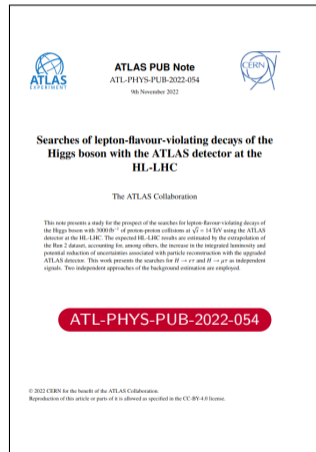 ATLAS PUB Note
ATLAS
EXPERIMENT
ATL-PHYS-PUB-2022-054
CERN
9th November 2022
Searches of lepton-flavour-violating decays of the
Higgs boson with the ATLAS detector at the
HL-LHC
The ATLAS Collaboration
This note presents a study for the prospect of the searches for lepton-flavour-violating decays of
the Higgs boson with 3000 fb⁻¹ of proton-proton collisions at √s = 14 TeV using the ATLAS
detector at the HL-LHC. The expected HL-LHC results are estimated by the extrapolation of
the Run 2 dataset, accounting for, among others, the increase in the integrated luminosity and
potential reduction of uncertainties associated with particle reconstruction with the upgraded
ATLAS detector. This work presents the searches for H → eτ and H → μτ as independent
signals. Two independent approaches of the background estimation are employed.
ATL-PHYS-PUB-2022-054
© 2022 CERN for the benefit of the ATLAS Collaboration.
Reproduction of this article or parts of it is allowed as specified in the CC-BY-4.0 license.